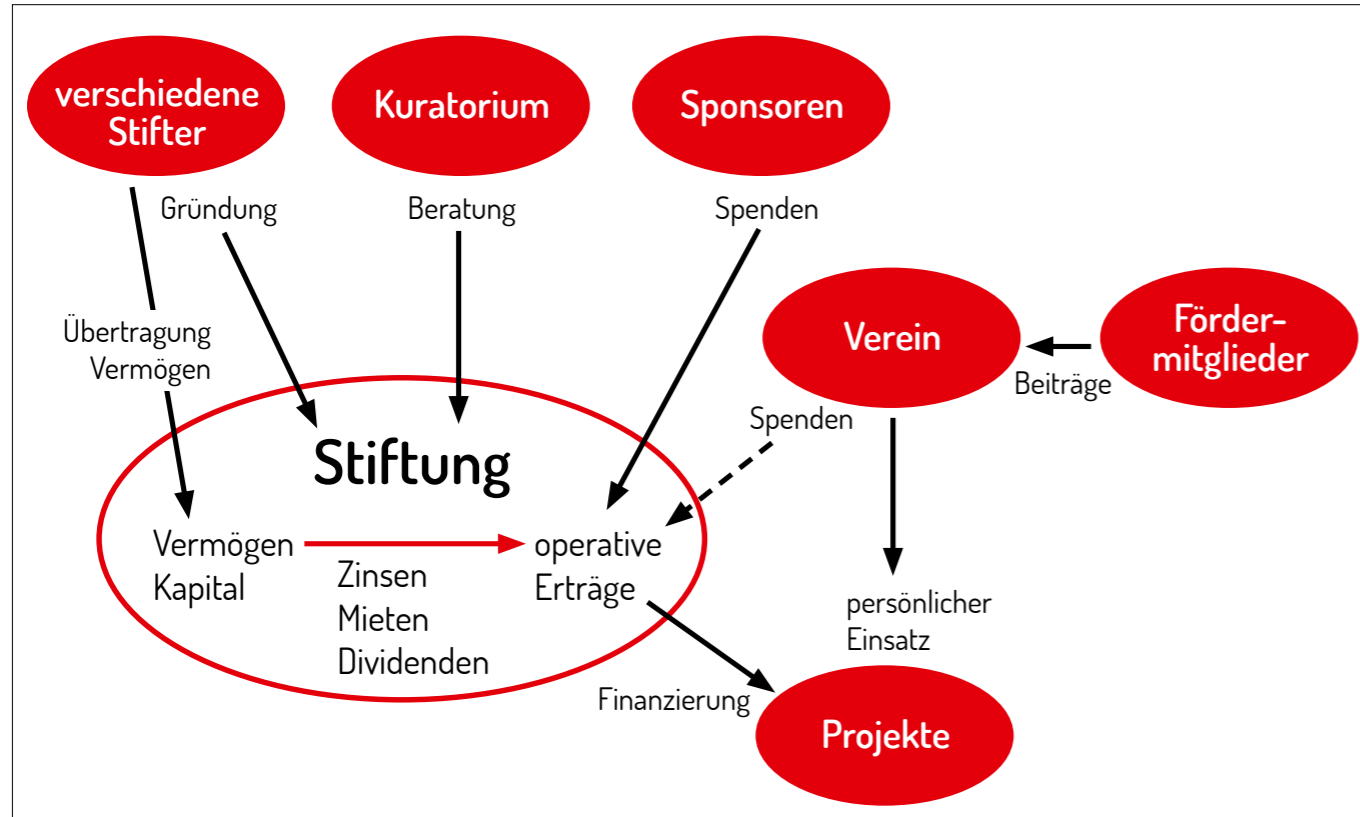 verschiedene
Stifter
Kuratorium
Sponsoren
Gründung
Beratung
Spenden
Übertragung
Vermögen
Verein
Förder-
mitglieder
Beiträge
Spenden
Stiftung
Vermögen
Kapital
Zinsen
Mieten
Dividenden
operative
Erträge
persönlicher
Einsatz
Finanzierung
Projekte